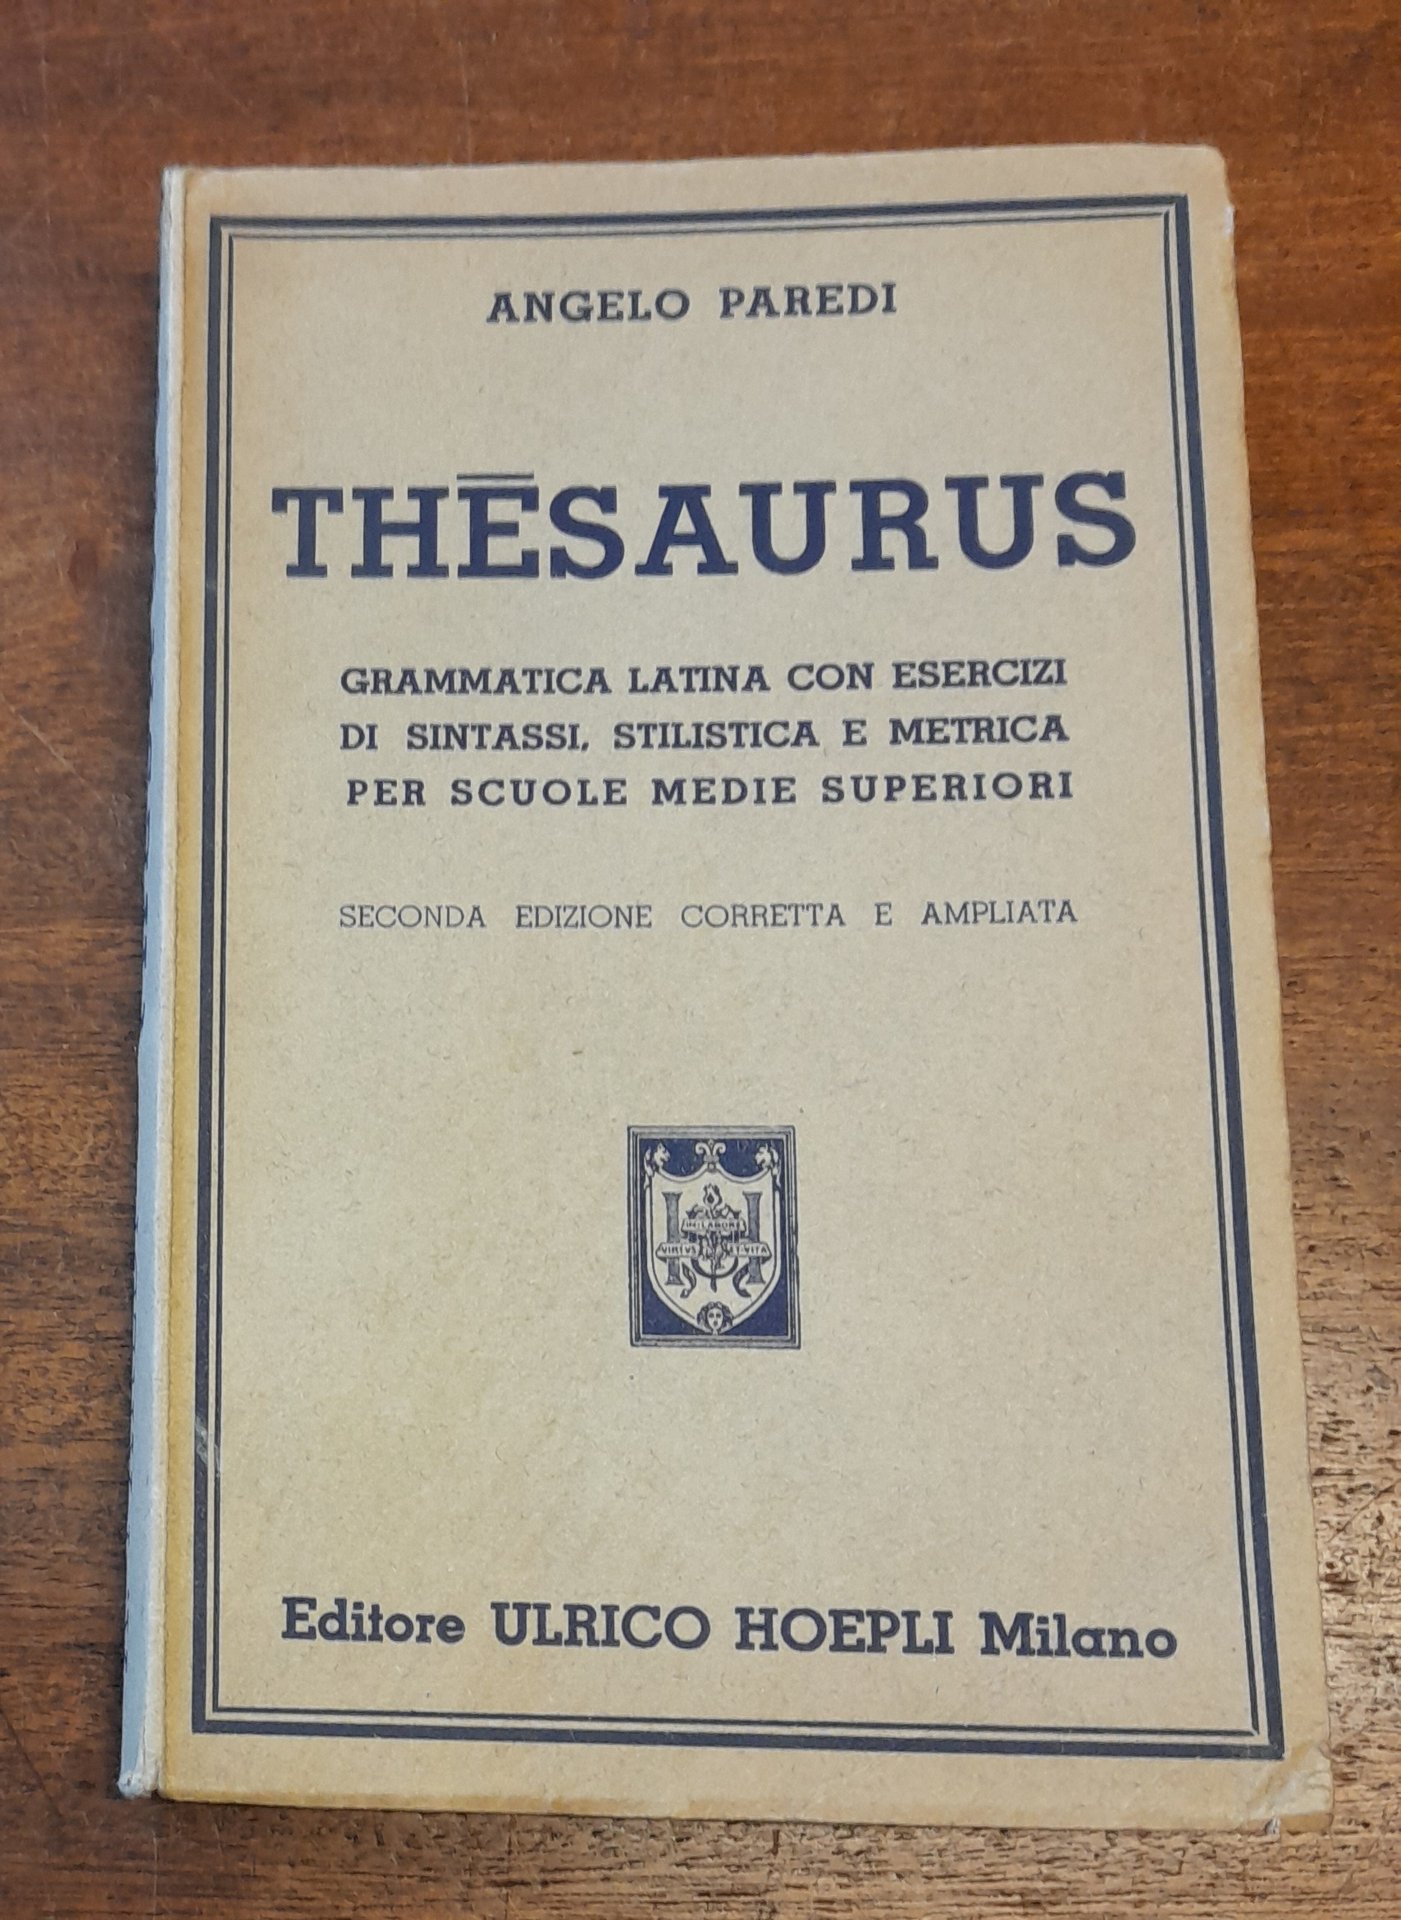 ANGELO PAREDI
THĒSAURUS
GRAMMATICA LATINA CON ESERCIZI
DI SINTASSI, STILISTICA E METRICA
PER SCUOLE MEDIE SUPERIORI
SECONDA EDIZIONE CORRETTA E AMPLIATA
IN·LABORE
VIRTVS ET·VITA
H
Editore ULRICO HOEPLI Milano